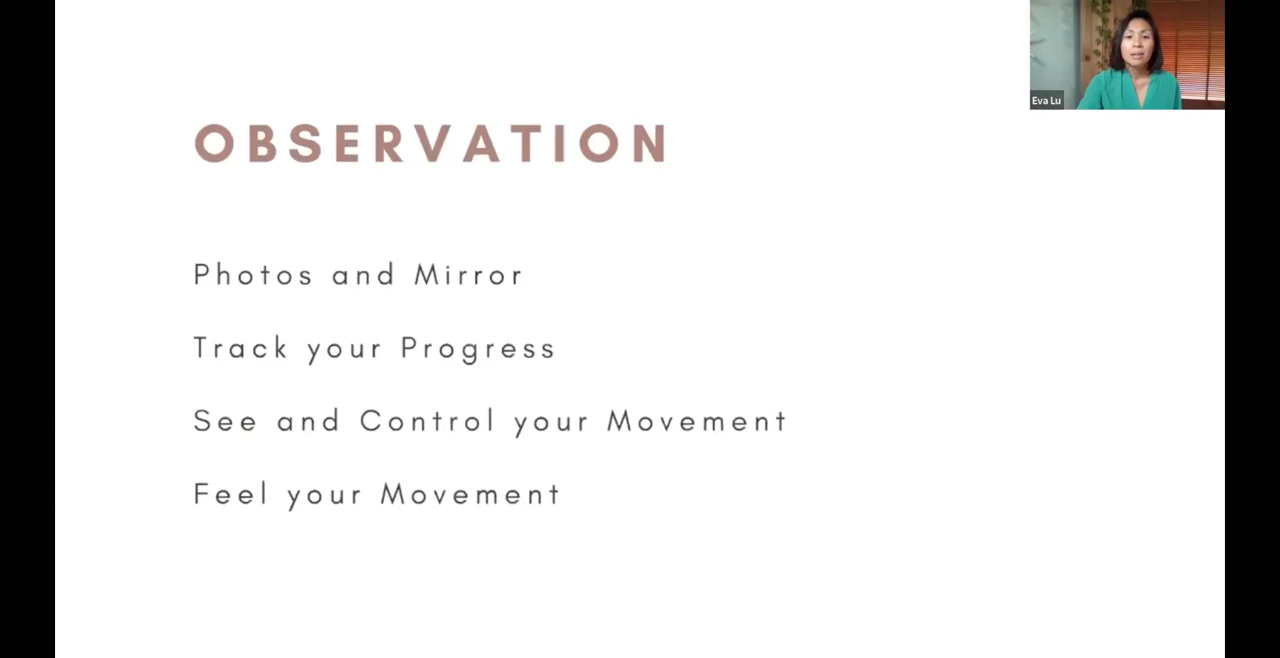 Eva Lu
OBSERVATION
Photos and Mirror
Track your Progress
See and Control your Movement
Feel your Movement